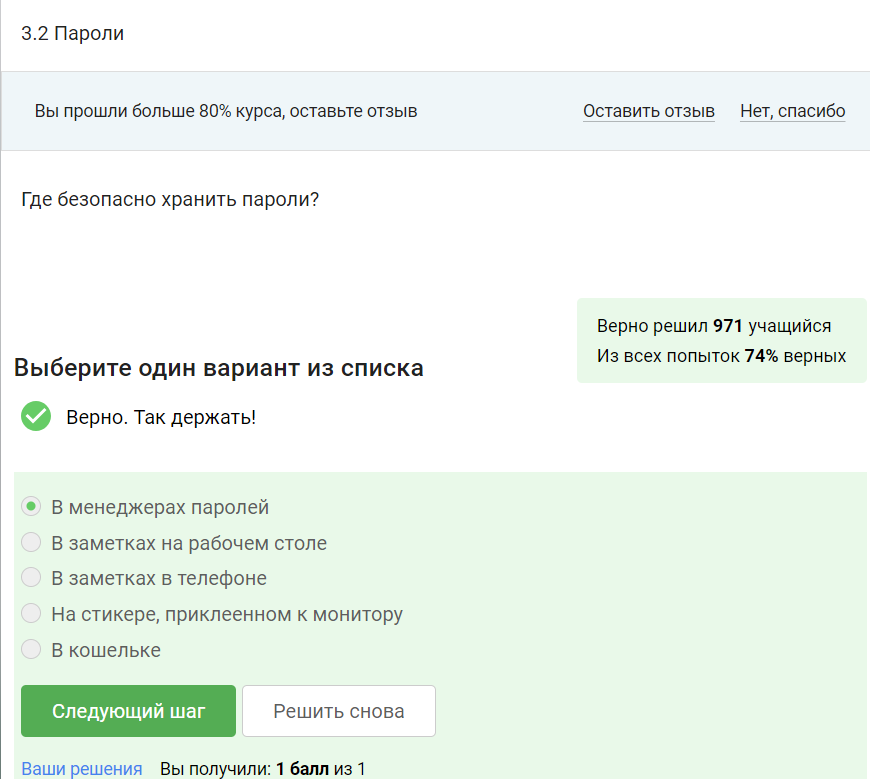 3.2 Пароли
Вы прошли больше 80% курса, оставьте отзыв
Оставить отзыв
Нет, спасибо
Где безопасно хранить пароли?
Верно решил 971 учащийся
Из всех попыток 74% верных
Выберите один вариант из списка
Верно. Так держать!
В менеджерах паролей
В заметках на рабочем столе
В заметках в телефоне
На стикере, приклеенном к монитору
В кошельке
Следующий шаг
Решить снова
Ваши решения Вы получили: 1 балл из 1